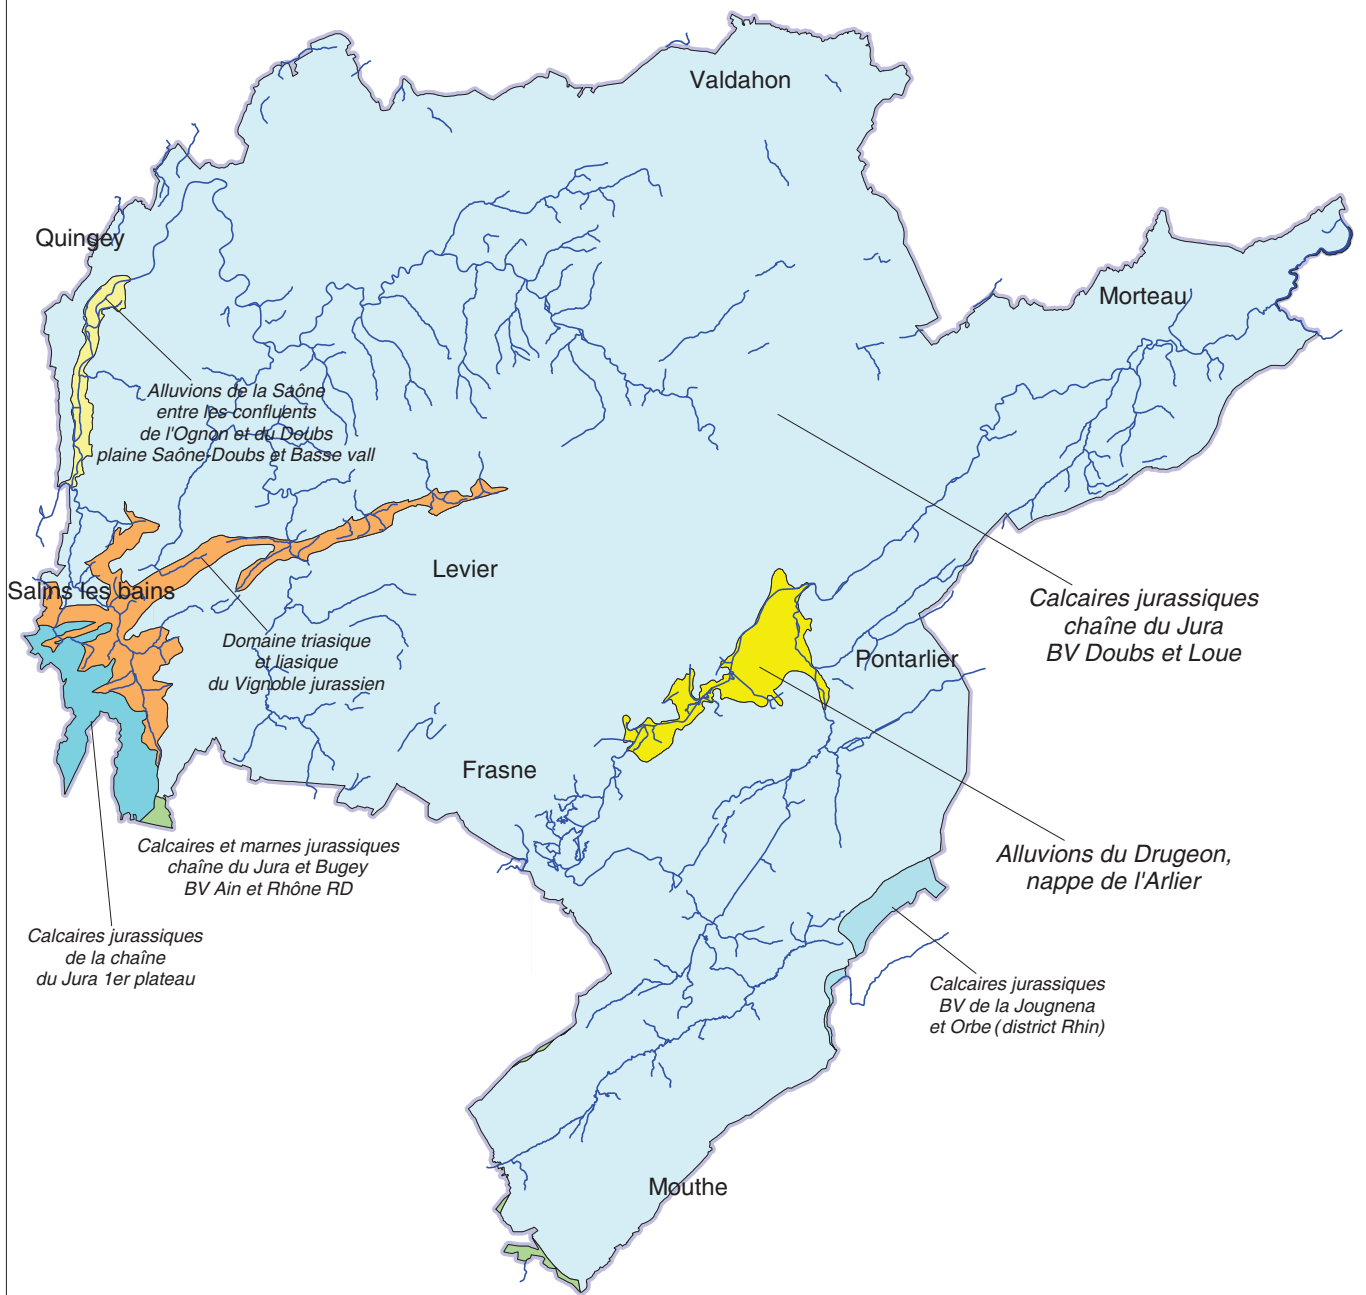 Valdahon
Quingey
Morteau
Alluvions de la Saône
entre les confluents
de l'Ognon et du Doubs
plaine Saône-Doubs et Basse vall
Levier
Salins les bains
Calcaires jurassiques
chaîne du Jura
BV Doubs et Loue
Domaine triasique
et liasique
du Vignoble jurassien
Pontarlier
Frasne
Calcaires et marnes jurassiques
chaîne du Jura et Bugey
BV Ain et Rhône RD
Alluvions du Drugeon,
nappe de l'Arlier
Calcaires jurassiques
de la chaîne
du Jura 1er plateau
Calcaires jurassiques
BV de la Jougnena
et Orbe (district Rhin)
Mouthe